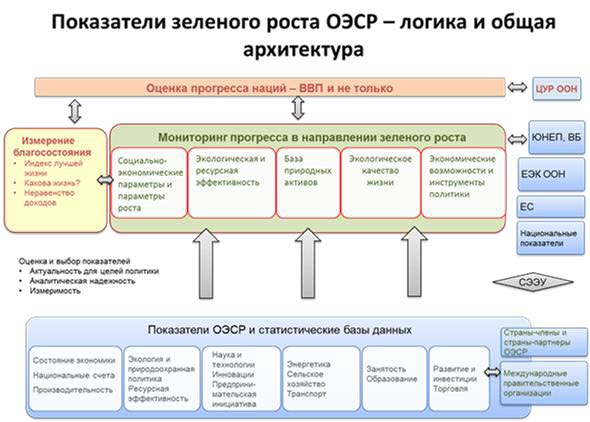 Показатели зеленого роста ОЭСР – логика и общая
архитектура
Оценка прогресса наций – ВВП и не только
ЦУР ООН
Измерение
благосостояния
• Индекс лучшей
жизни
• Какова жизнь?
• Неравенство
доходов
Мониторинг прогресса в направлении зеленого роста
Социально-
экономические
параметры и
параметры
роста
Экологическая и
ресурсная
эффективность
База
природных
активов
Экологическое
качество
жизни
Экономические
возможности и
инструменты
политики
ЮНЕП, ВБ
ЕЭК ООН
ЕС
Национальные
показатели
Оценка и выбор показателей
• Актуальность для целей политики
• Аналитическая надежность
• Измеримость
СЭЭУ
Показатели ОЭСР и статистические базы данных
Состояние экономики
Национальные счета
Производительность
Экология и
природоохранная
политика
Ресурсная
эффективность
Наука и
технологии
Инновации
Предприни-
мательская
инициатива
Энергетика
Сельское
хозяйство
Транспорт
Занятость
Образование
Развитие и
инвестиции
Торговля
Страны-члены и
страны-партнеры
ОЭСР
Международные
правительственные
организации